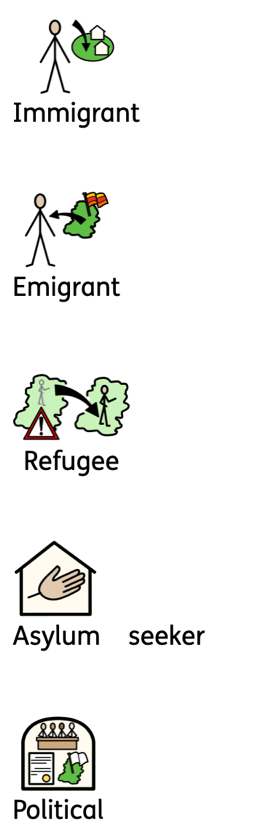 Immigrant
Emigrant
Refugee
Asylum seeker
Political